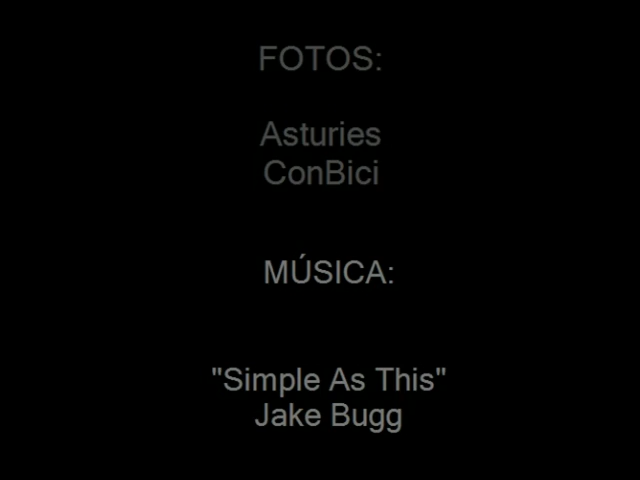 FOTOS:
Asturies
ConBici
MÚSICA:
"Simple As This"
Jake Bugg